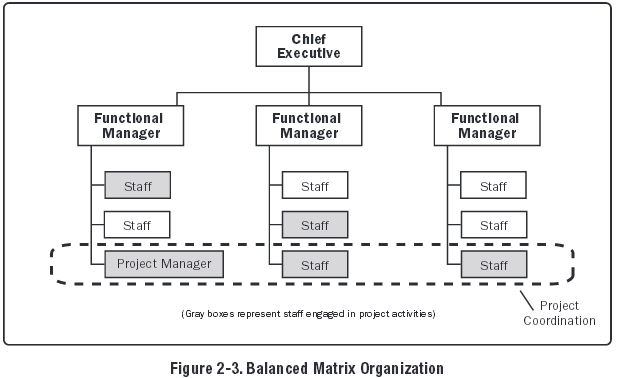 Chief
Executive
Functional
Manager
Functional
Manager
Functional
Manager
Staff
Staff
Staff
Staff
Staff
Staff
Project Manager
Staff
Staff
(Gray boxes represent staff engaged in project activities)
Project
Coordination
Figure 2-3. Balanced Matrix Organization